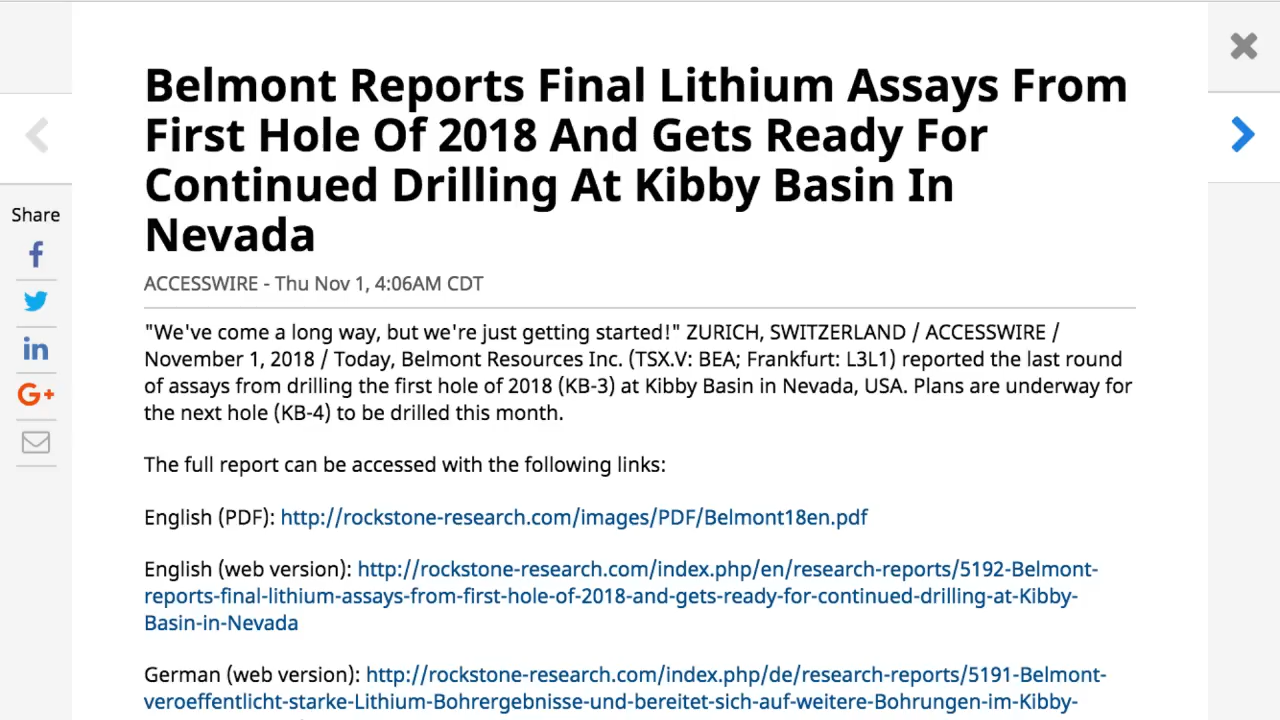 Belmont Reports Final Lithium Assays From
First Hole Of 2018 And Gets Ready For
Continued Drilling At Kibby Basin In
Nevada
ACCESSWIRE - Thu Nov 1, 4:06AM CDT
Share
"We've come a long way, but we're just getting started!" ZURICH, SWITZERLAND / ACCESSWIRE /
November 1, 2018 / Today, Belmont Resources Inc. (TSX.V: BEA; Frankfurt: L3L1) reported the last round
of assays from drilling the first hole of 2018 (KB-3) at Kibby Basin in Nevada, USA. Plans are underway for
the next hole (KB-4) to be drilled this month.
The full report can be accessed with the following links:
English (PDF): http://rockstone-research.com/images/PDF/Belmont18en.pdf
English (web version): http://rockstone-research.com/index.php/en/research-reports/5192-Belmont-
reports-final-lithium-assays-from-first-hole-of-2018-and-gets-ready-for-continued-drilling-at-Kibby-
Basin-in-Nevada
German (web version): http://rockstone-research.com/index.php/de/research-reports/5191-Belmont-
veroeffentlicht-starke-Lithium-Bohrergebnisse-und-bereitet-sich-auf-weitere-Bohrungen-im-Kibby-